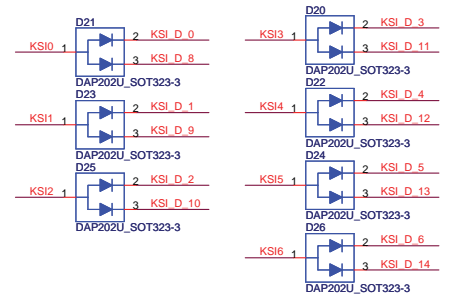 D21
KSI0 1 2 KSI_D_0
3 KSI_D_8
DAP202U_SOT323-3
D23
KSI1 1 2 KSI_D_1
3 KSI_D_9
DAP202U_SOT323-3
D25
KSI2 1 2 KSI_D_2
3 KSI_D_10
DAP202U_SOT323-3
D20
KSI3 1 2 KSI_D_3
3 KSI_D_11
DAP202U_SOT323-3
D22
KSI4 1 2 KSI_D_4
3 KSI_D_12
DAP202U_SOT323-3
D24
KSI5 1 2 KSI_D_5
3 KSI_D_13
DAP202U_SOT323-3
D26
KSI6 1 2 KSI_D_6
3 KSI_D_14
DAP202U_SOT323-3